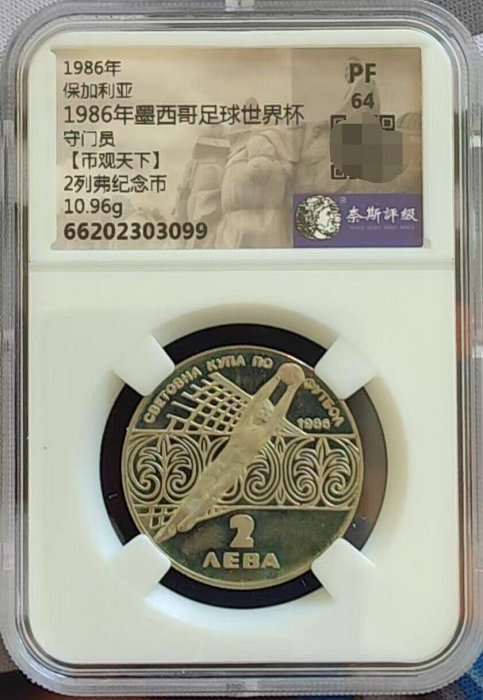 1986年
保加利亚
1986年墨西哥足球世界杯
守门员
【币观天下】
2列弗纪念币
10.96g
66202303099
PF
64
奈斯評級
СВЕТОВНА КУПА ПО ФУТБОЛ
1986
2
ЛЕВА